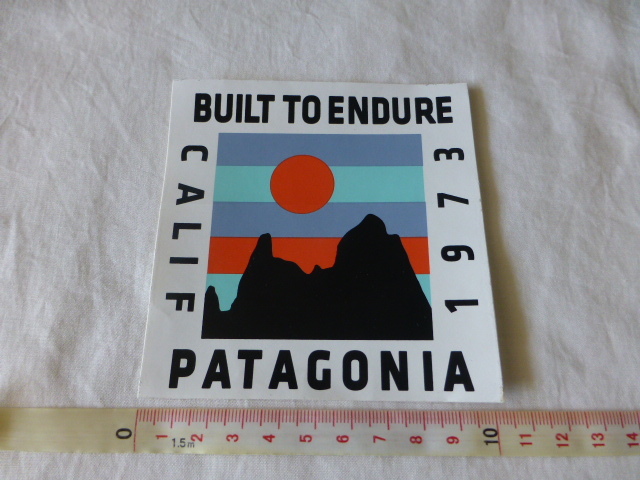 BUILT TO ENDURE
CALIF
1973
PATAGONIA
0 1 2 3 4 5 6 7 8 9 10 11 12 13 14
1.5m